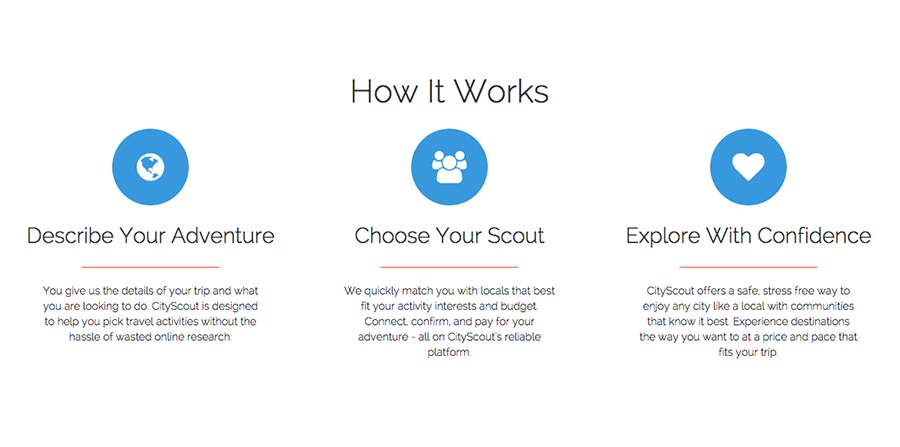 How It Works
Describe Your Adventure
You give us the details of your trip and what
you are looking to do. CityScout is designed
to help you pick travel activities without the
hassle of wasted online research.
Choose Your Scout
We quickly match you with locals that best
fit your activity interests and budget.
Connect, confirm, and pay for your
adventure - all on CityScout's reliable
platform.
Explore With Confidence
CityScout offers a safe, stress free way to
enjoy any city like a local with communities
that know it best. Experience destinations
the way you want to at a price and pace that
fits your trip.